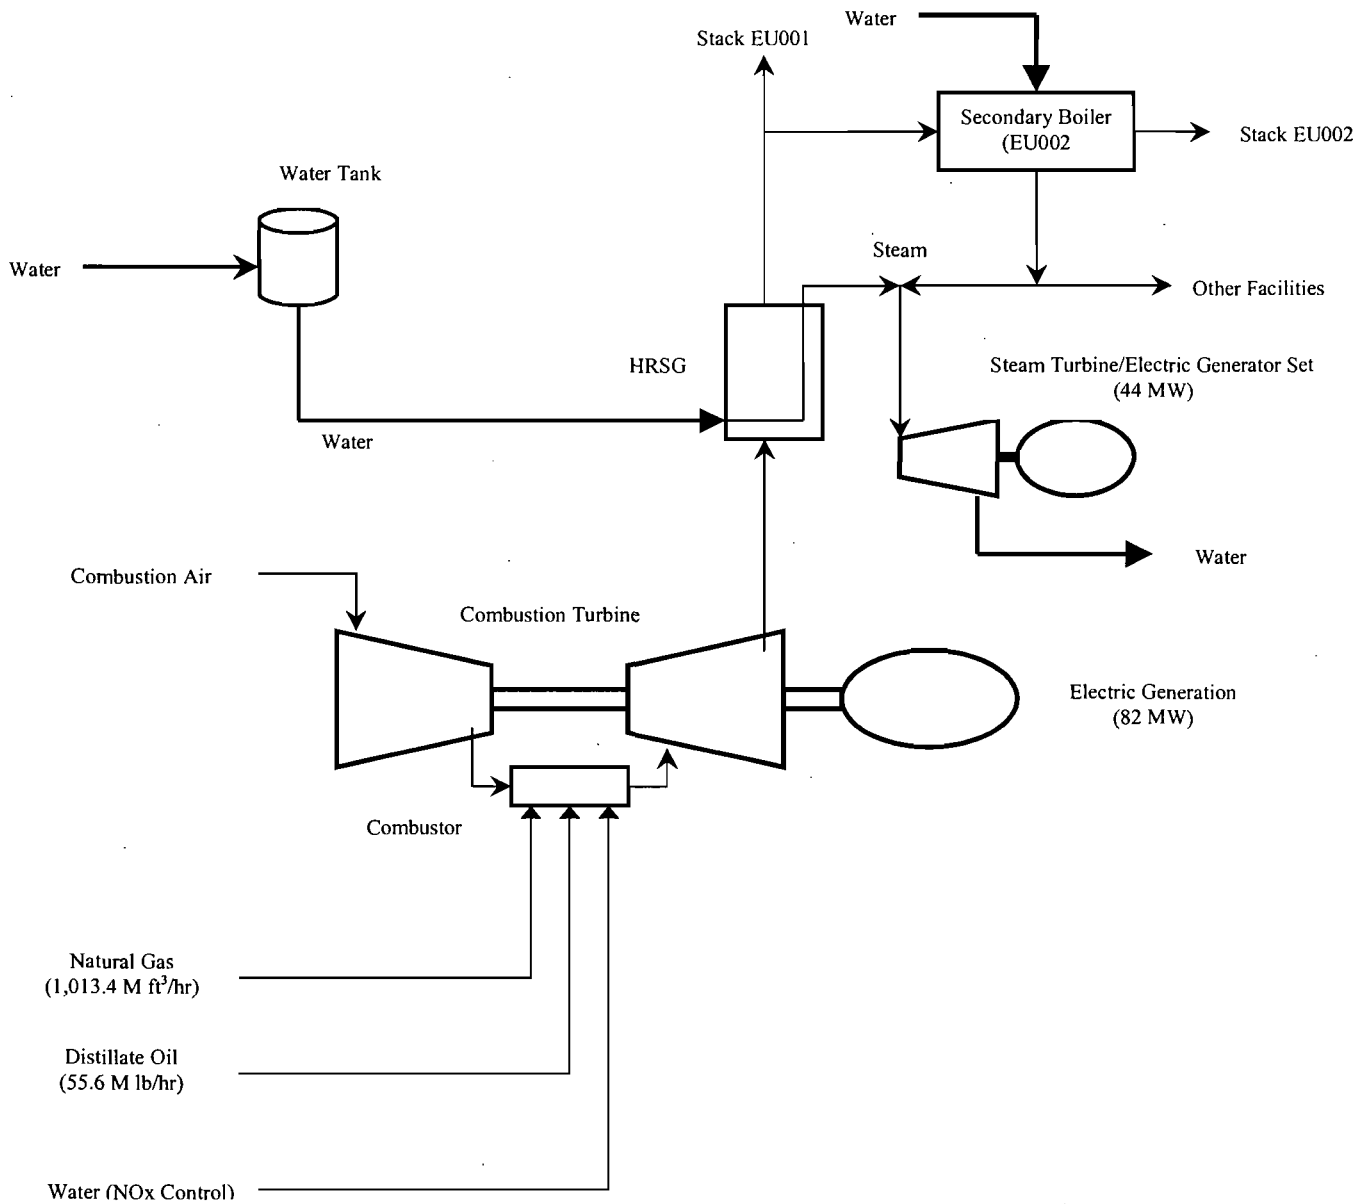 Water
Stack EU001
Secondary Boiler
(EU002
Stack EU002
Water Tank
Water
Steam
Other Facilities
HRSG
Steam Turbine/Electric Generator Set
(44 MW)
Water
Water
Combustion Air
Combustion Turbine
Electric Generation
(82 MW)
Combustor
Natural Gas
(1,013.4 M ft³/hr)
Distillate Oil
(55.6 M lb/hr)
Water (NOx Control)